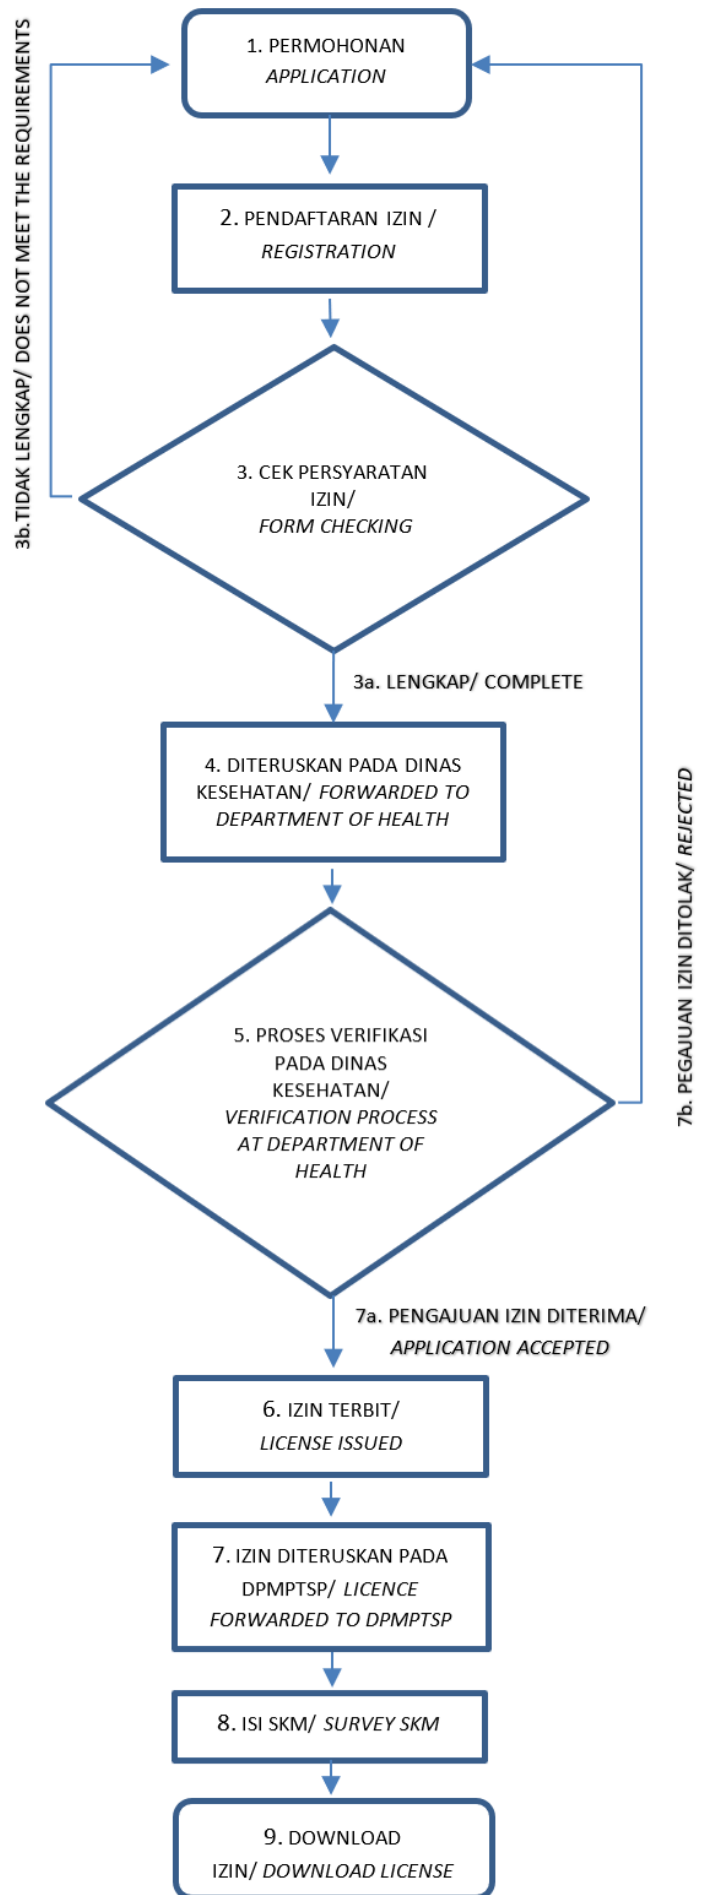 1. PERMOHONAN
APPLICATION
2. PENDAFTARAN IZIN /
REGISTRATION
3. CEK PERSYARATAN
IZIN/
FORM CHECKING
3b.TIDAK LENGKAP/ DOES NOT MEET THE REQUIREMENTS
3a. LENGKAP/ COMPLETE
4. DITERUSKAN PADA DINAS
KESEHATAN/ FORWARDED TO
DEPARTMENT OF HEALTH
5. PROSES VERIFIKASI
PADA DINAS
KESEHATAN/
VERIFICATION PROCESS
AT DEPARTMENT OF
HEALTH
7b. PEGAJUAN IZIN DITOLAK/ REJECTED
7a. PENGAJUAN IZIN DITERIMA/
APPLICATION ACCEPTED
6. IZIN TERBIT/
LICENSE ISSUED
7. IZIN DITERUSKAN PADA
DPMPTSP/ LICENCE
FORWARDED TO DPMPTSP
8. ISI SKM/ SURVEY SKM
9. DOWNLOAD
IZIN/ DOWNLOAD LICENSE